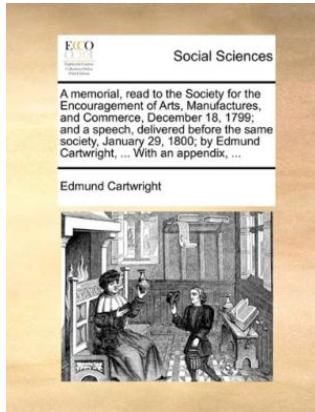 ECCO
Social Sciences
A memorial, read to the Society for the
Encouragement of Arts, Manufactures,
and Commerce, December 18, 1799;
and a speech, delivered before the same
society, January 29, 1800; by Edmund
Cartwright, ... With an appendix, ...
Edmund Cartwright